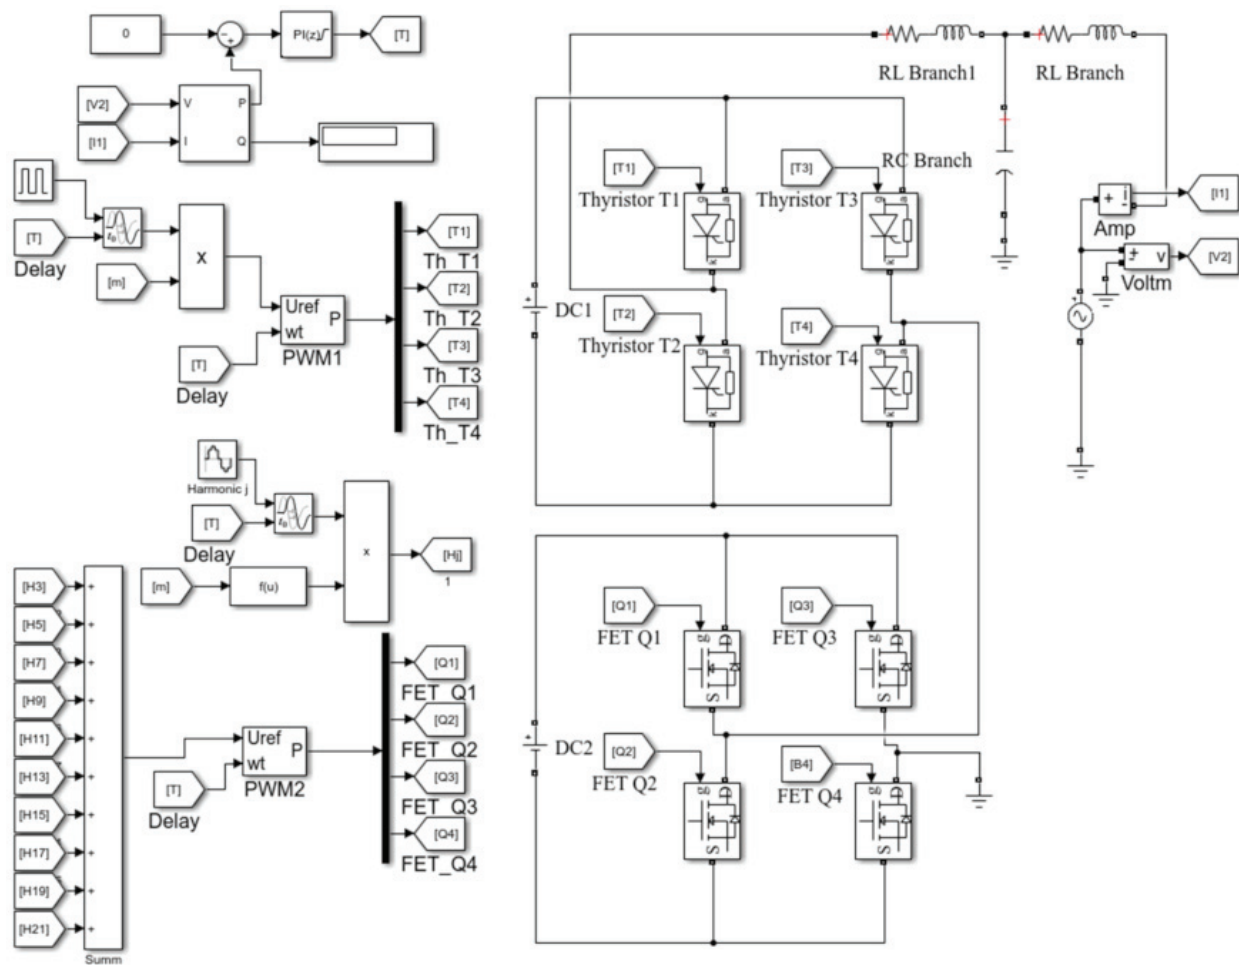 0
PI(z)
[T]
[V2]
V
P
[I1]
I
Q
[T]
Delay
[m]
x
Uref
P
wt
PWM1
[T]
Delay
[T1]
Th_T1
[T2]
Th_T2
[T3]
Th_T3
[T4]
Th_T4
Harmonic j
[T]
Delay
[m]
f(u)
x
[Hj]
1
[H3]
[H5]
[H7]
[H9]
[H11]
[H13]
[H15]
[H17]
[H19]
[H21]
Summ
Uref
P
wt
PWM2
[T]
Delay
[Q1]
FET_Q1
[Q2]
FET_Q2
[Q3]
FET_Q3
[Q4]
FET_Q4
RL Branch1
RL Branch
RC Branch
[T1]
Thyristor T1
g
a
k
[T3]
Thyristor T3
g
a
k
DC1
[T2]
Thyristor T2
g
a
k
[T4]
Thyristor T4
g
a
k
i
Amp
[I1]
v
Voltm
[V2]
[Q1]
FET Q1
g
D
S
[Q3]
FET Q3
g
D
S
DC2
[Q2]
FET Q2
g
D
S
[B4]
FET Q4
g
D
S